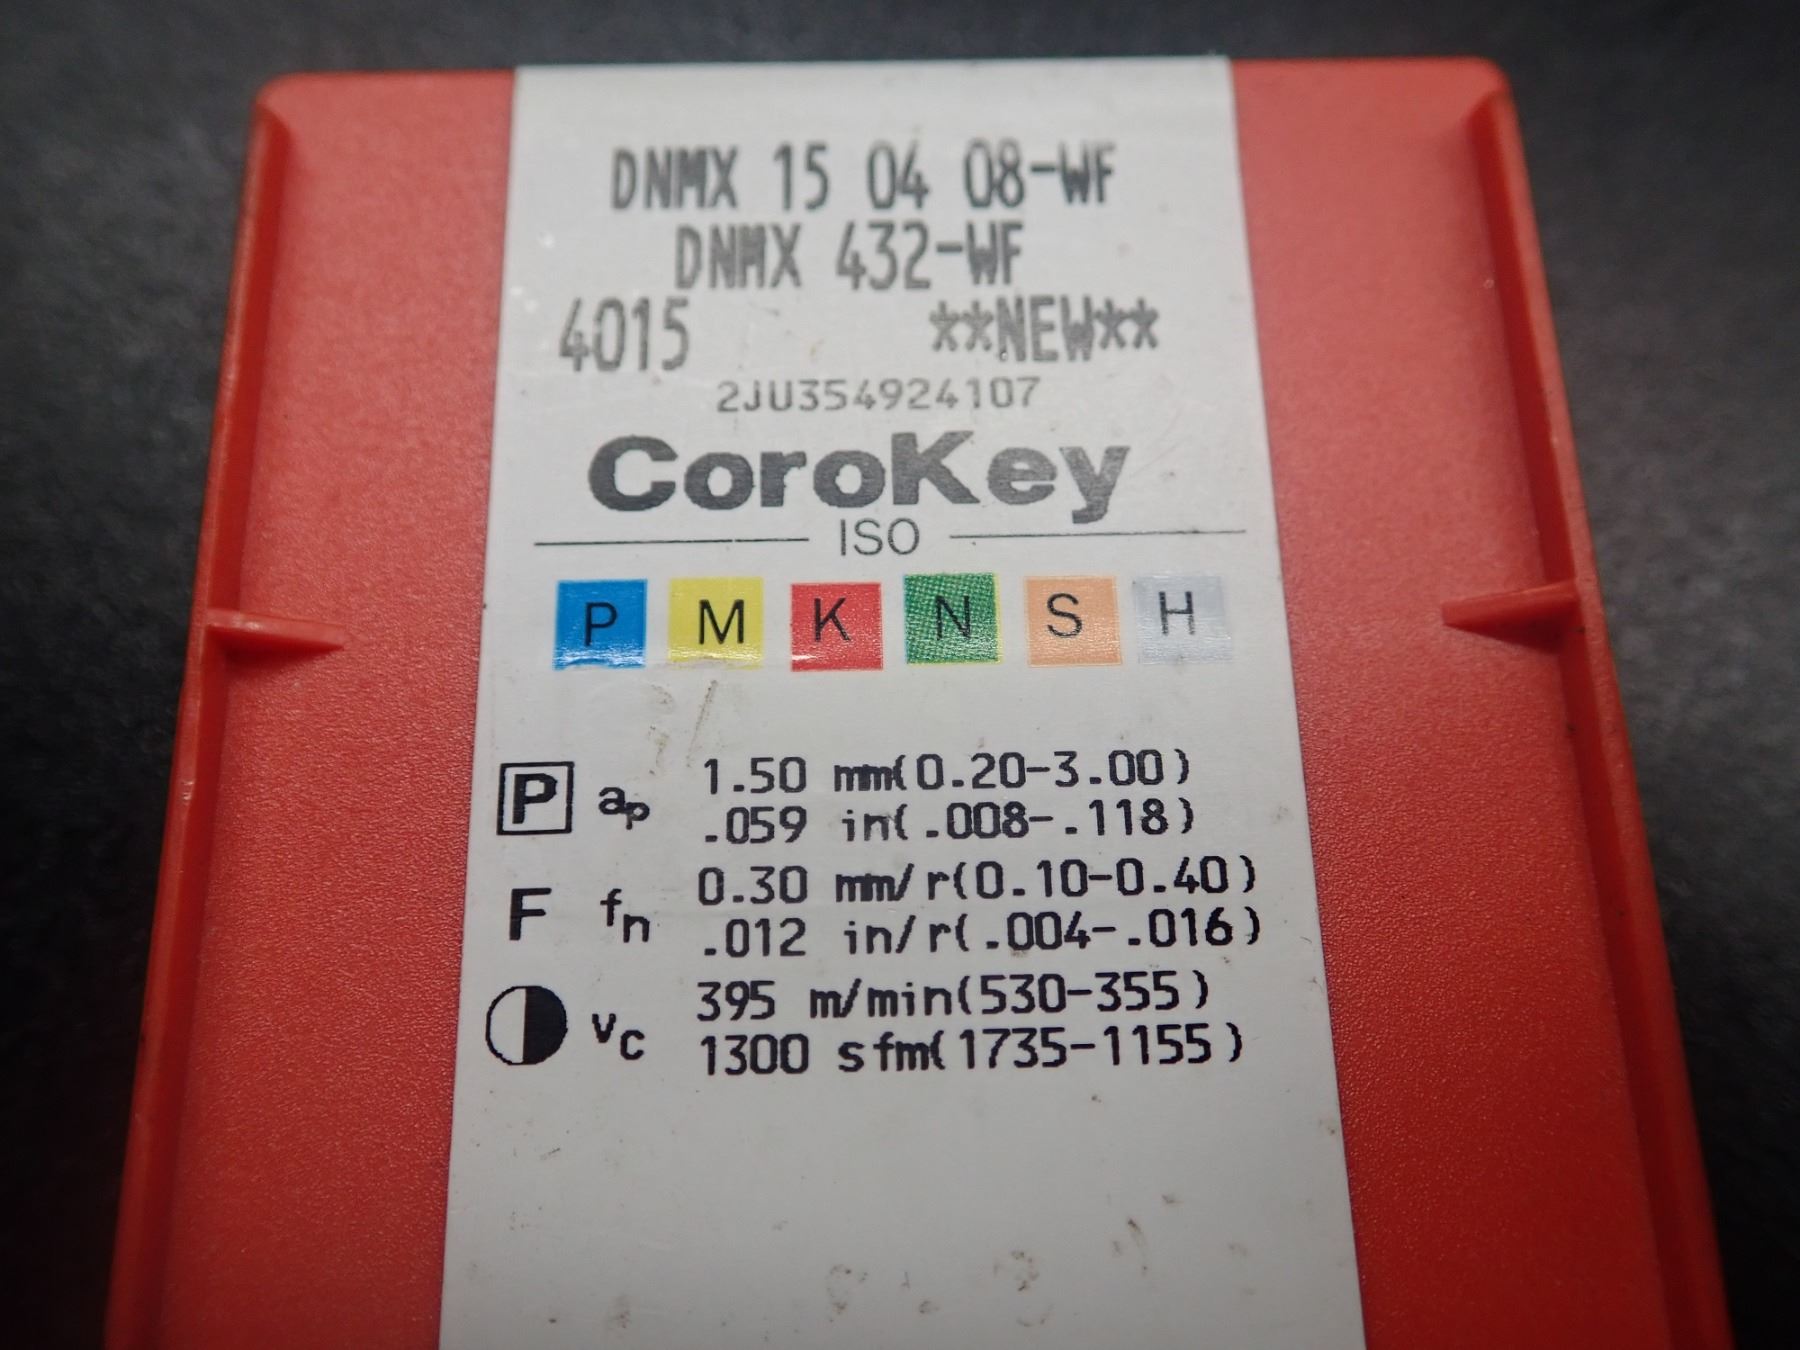 DNMX 15 04 08-WF
DNMX 432-WF
4015 **NEW**
2JU354924107
CoroKey
ISO
P M K N S H
P ap 1.50 mm(0.20-3.00)
.059 in(.008-.118)
F fn 0.30 mm/r(0.10-0.40)
.012 in/r(.004-.016)
vc 395 m/min(530-355)
1300 sfm(1735-1155)